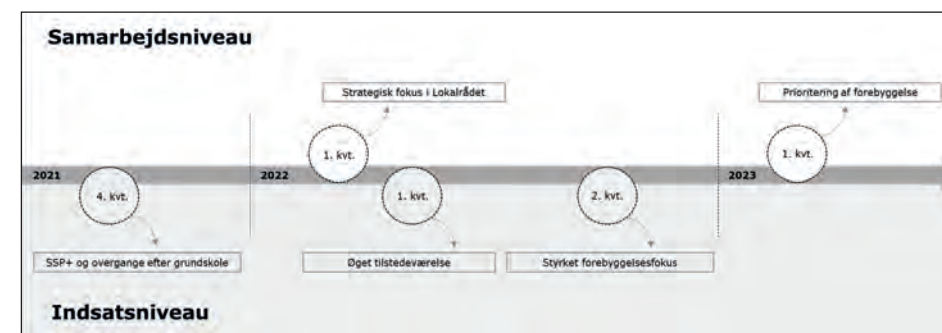 Samarbejdsniveau
Strategisk fokus i Lokalrådet
Prioritering af forebyggelse
1. kvt.
1. kvt.
2021
2022
2023
4. kvt.
1. kvt.
2. kvt.
SSP+ og overgange efter grundskole
Øget tilstedeværelse
Styrket forebyggelsesfokus
Indsatsniveau